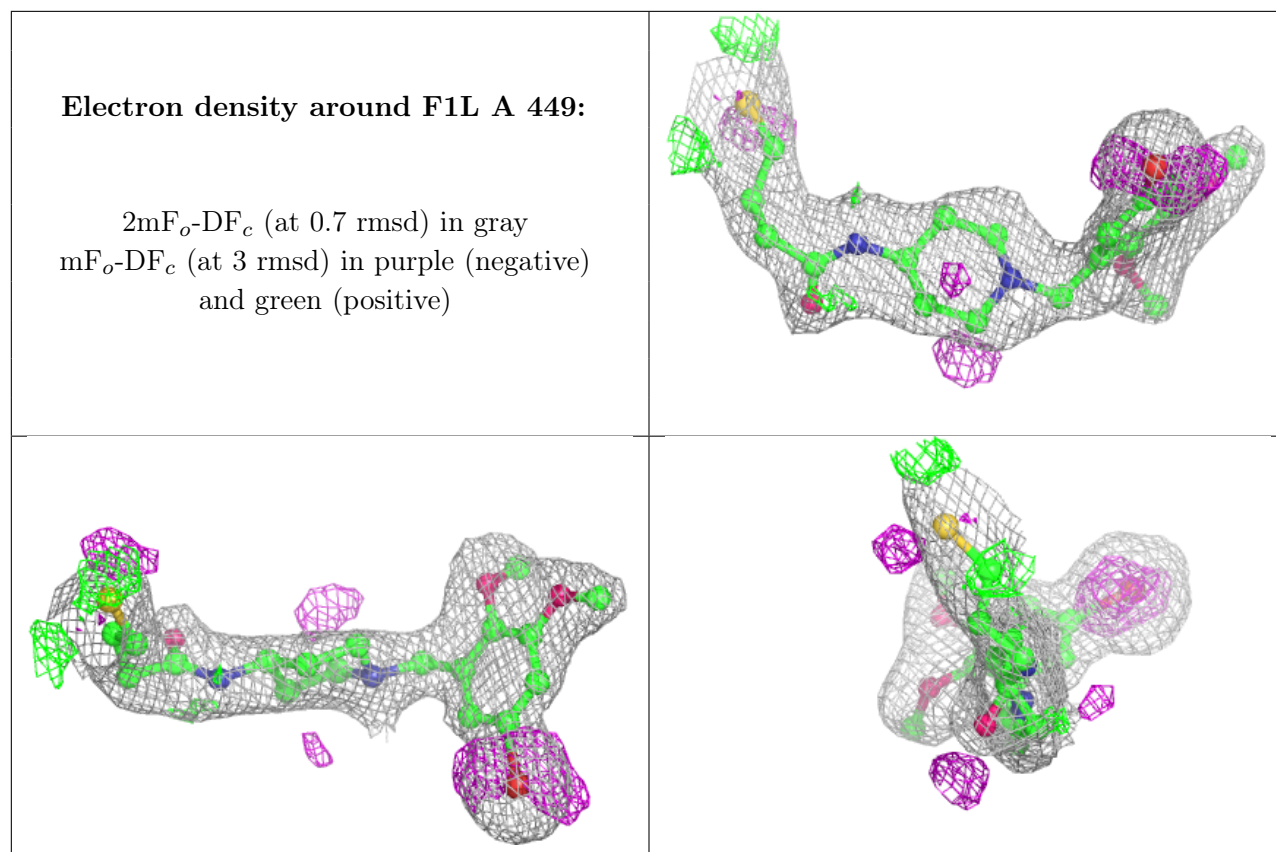 Electron density around F1L A 449:
2mFₒ-DF𝒸 (at 0.7 rmsd) in gray
mFₒ-DF𝒸 (at 3 rmsd) in purple (negative)
and green (positive)